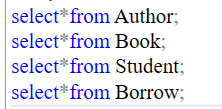 select*from Author;
select*from Book;
select*from Student;
select*from Borrow;